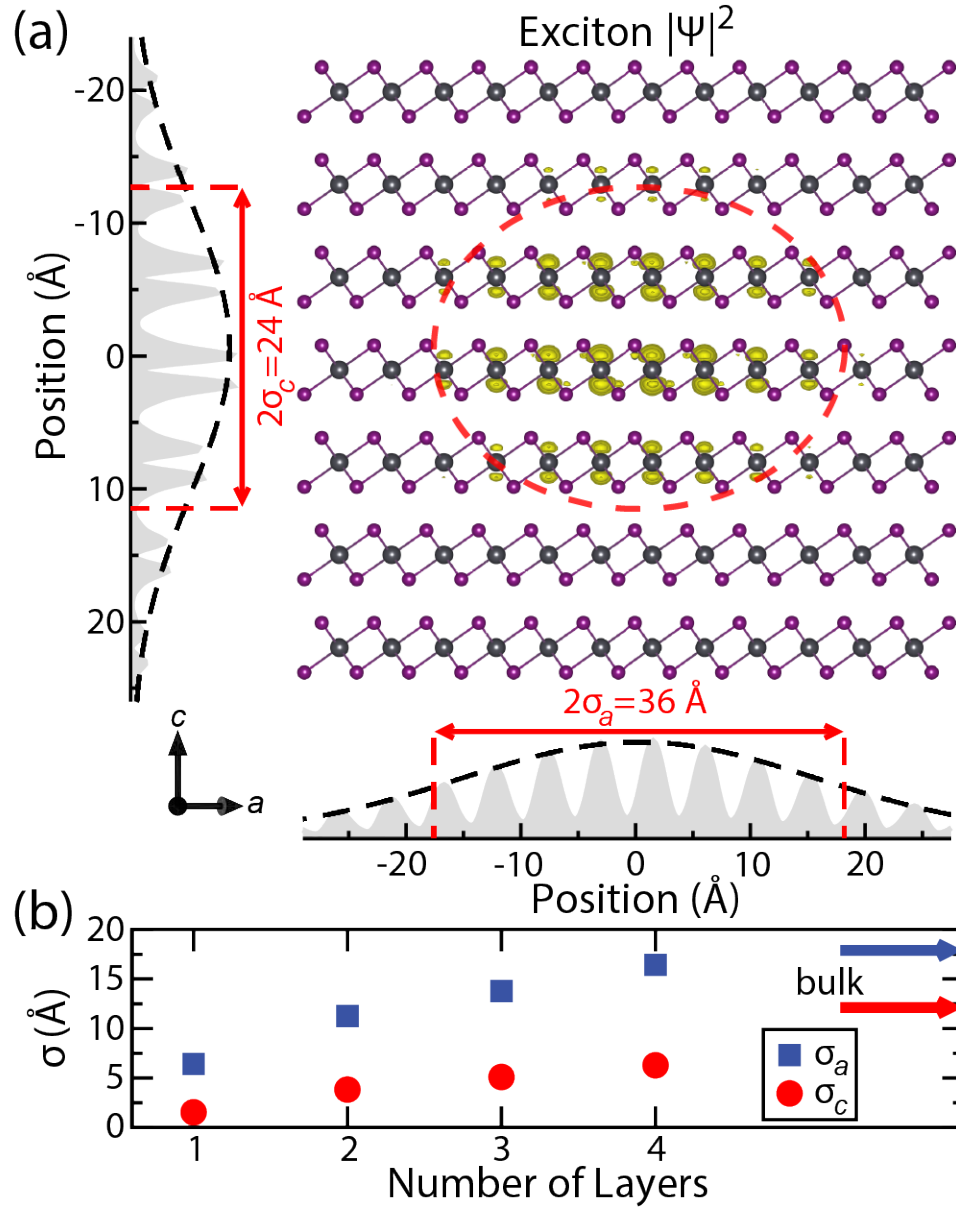 (a)
Exciton |Ψ|²
-20
-10
0
10
20
Position (Å)
2σc=24 Å
2σa=36 Å
c
a
-20
-10
0
10
20
Position (Å)
(b)
20
15
10
5
0
σ (Å)
bulk
σa
σc
1
2
3
4
Number of Layers